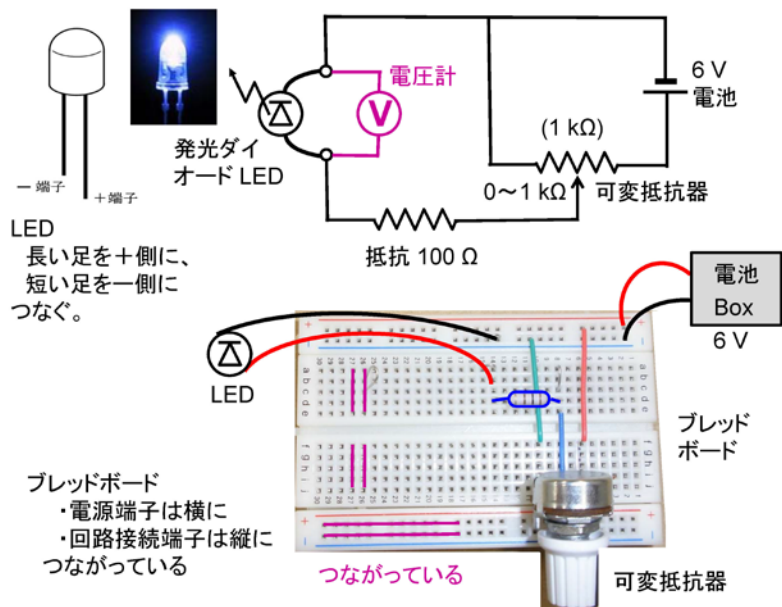 電圧計
6 V
電池
V
(1 kΩ)
発光ダイ
オード LED
0～1 kΩ
可変抵抗器
－端子
＋端子
抵抗 100 Ω
LED
長い足を＋側に、
短い足を－側に
つなぐ。
電池
Box
6 V
LED
ブレッド
ボード
ブレッドボード
・電源端子は横に
・回路接続端子は縦に
つながっている
つながっている
可変抵抗器
a b c d e
a b c d e
f g h i j
f g h i j